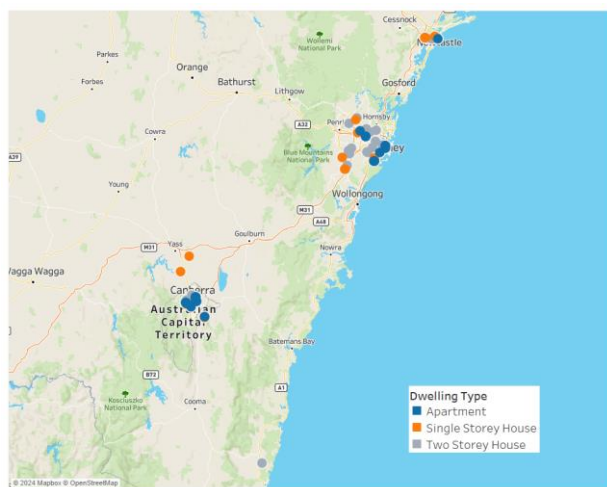 Cessnock
Wollemi
National Park
Parkes
Newcastle
Orange
Forbes
Bathurst
Gosford
Lithgow
Hornsby
A32
A39
Cowra
Blue Mountains
National Park
Young
Wollongong
M31
A48
Goulburn
M31
Yass
Nowra
Wagga Wagga
Canberra
Australian
Capital
Territory
Batemans Bay
B72
A1
Kosciuszko
National Park
Cooma
Dwelling Type
Apartment
Single Storey House
Two Storey House
© 2024 Mapbox © OpenStreetMap